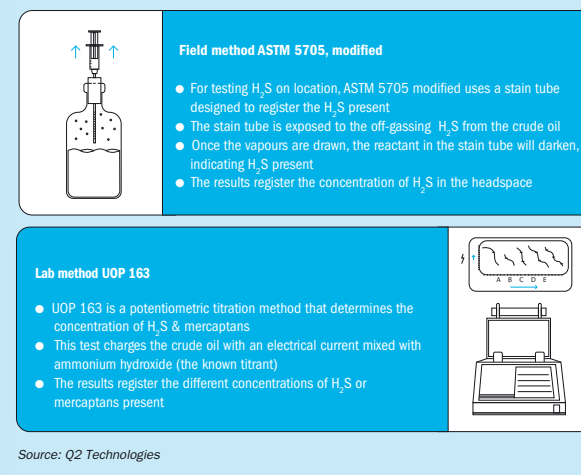 Field method ASTM 5705, modified
● For testing H₂S on location, ASTM 5705 modified uses a stain tube
designed to register the H₂S present
● The stain tube is exposed to the off-gassing H₂S from the crude oil
● Once the vapours are drawn, the reactant in the stain tube will darken,
indicating H₂S present
● The results register the concentration of H₂S in the headspace
Lab method UOP 163
● UOP 163 is a potentiometric titration method that determines the
concentration of H₂S & mercaptans
● This test charges the crude oil with an electrical current mixed with
ammonium hydroxide (the known titrant)
● The results register the different concentrations of H₂S or
mercaptans present
A B C D E
Source: Q2 Technologies